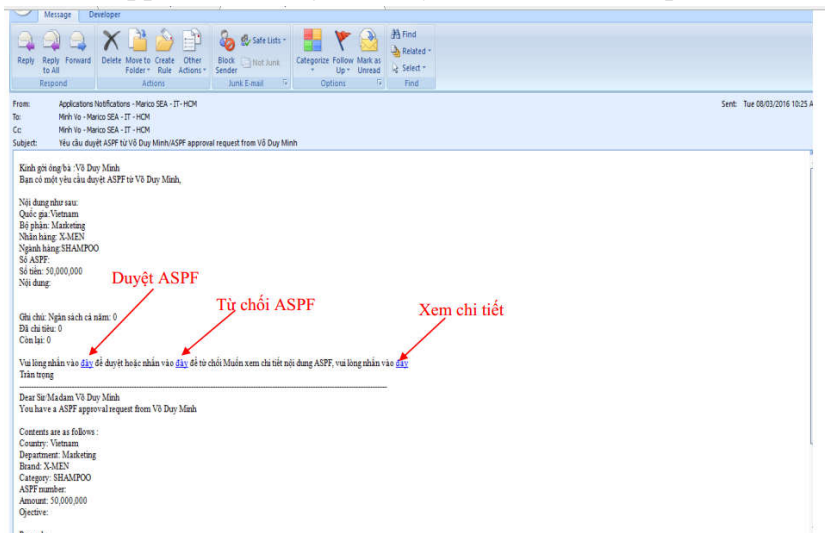 Message Developer
Reply Reply to All Forward Delete Move to Folder Create Rule Other Actions Block Sender Safe Lists Not Junk Categorize Follow Up Mark as Unread Find Related Select
Respond Actions Junk E-mail Options Find
From: Applications Notifications - Marico SEA - IT - HCM Sent: Tue 08/03/2016 10:25 A
To: Minh Vo - Marico SEA - IT - HCM
Cc: Minh Vo - Marico SEA - IT - HCM
Subject: Yêu cầu duyệt ASPF từ Võ Duy Minh/ASPF approval request from Võ Duy Minh
Kính gởi ông/bà :Võ Duy Minh
Bạn có một yêu cầu duyệt ASPF từ Võ Duy Minh,
Nội dung như sau:
Quốc gia:Vietnam
Bộ phận: Marketing
Nhãn hàng: X-MEN
Ngành hàng:SHAMPOO
Số ASPF:
Số tiền: 50,000,000
Nội dung:
Duyệt ASPF
Từ chối ASPF
Xem chi tiết
Ghi chú: Ngân sách cả năm: 0
Đã chi tiêu: 0
Còn lại: 0
Vui lòng nhấn vào đây để duyệt hoặc nhấn vào đây để từ chối Muốn xem chi tiết nội dung ASPF, vui lòng nhấn vào đây
Trân trọng
Dear Sir/Madam Võ Duy Minh
You have a ASPF approval request from Võ Duy Minh
Contents are as follows :
Country: Vietnam
Department: Marketing
Brand: X-MEN
Category: SHAMPOO
ASPF number:
Amount: 50,000,000
Ojective: